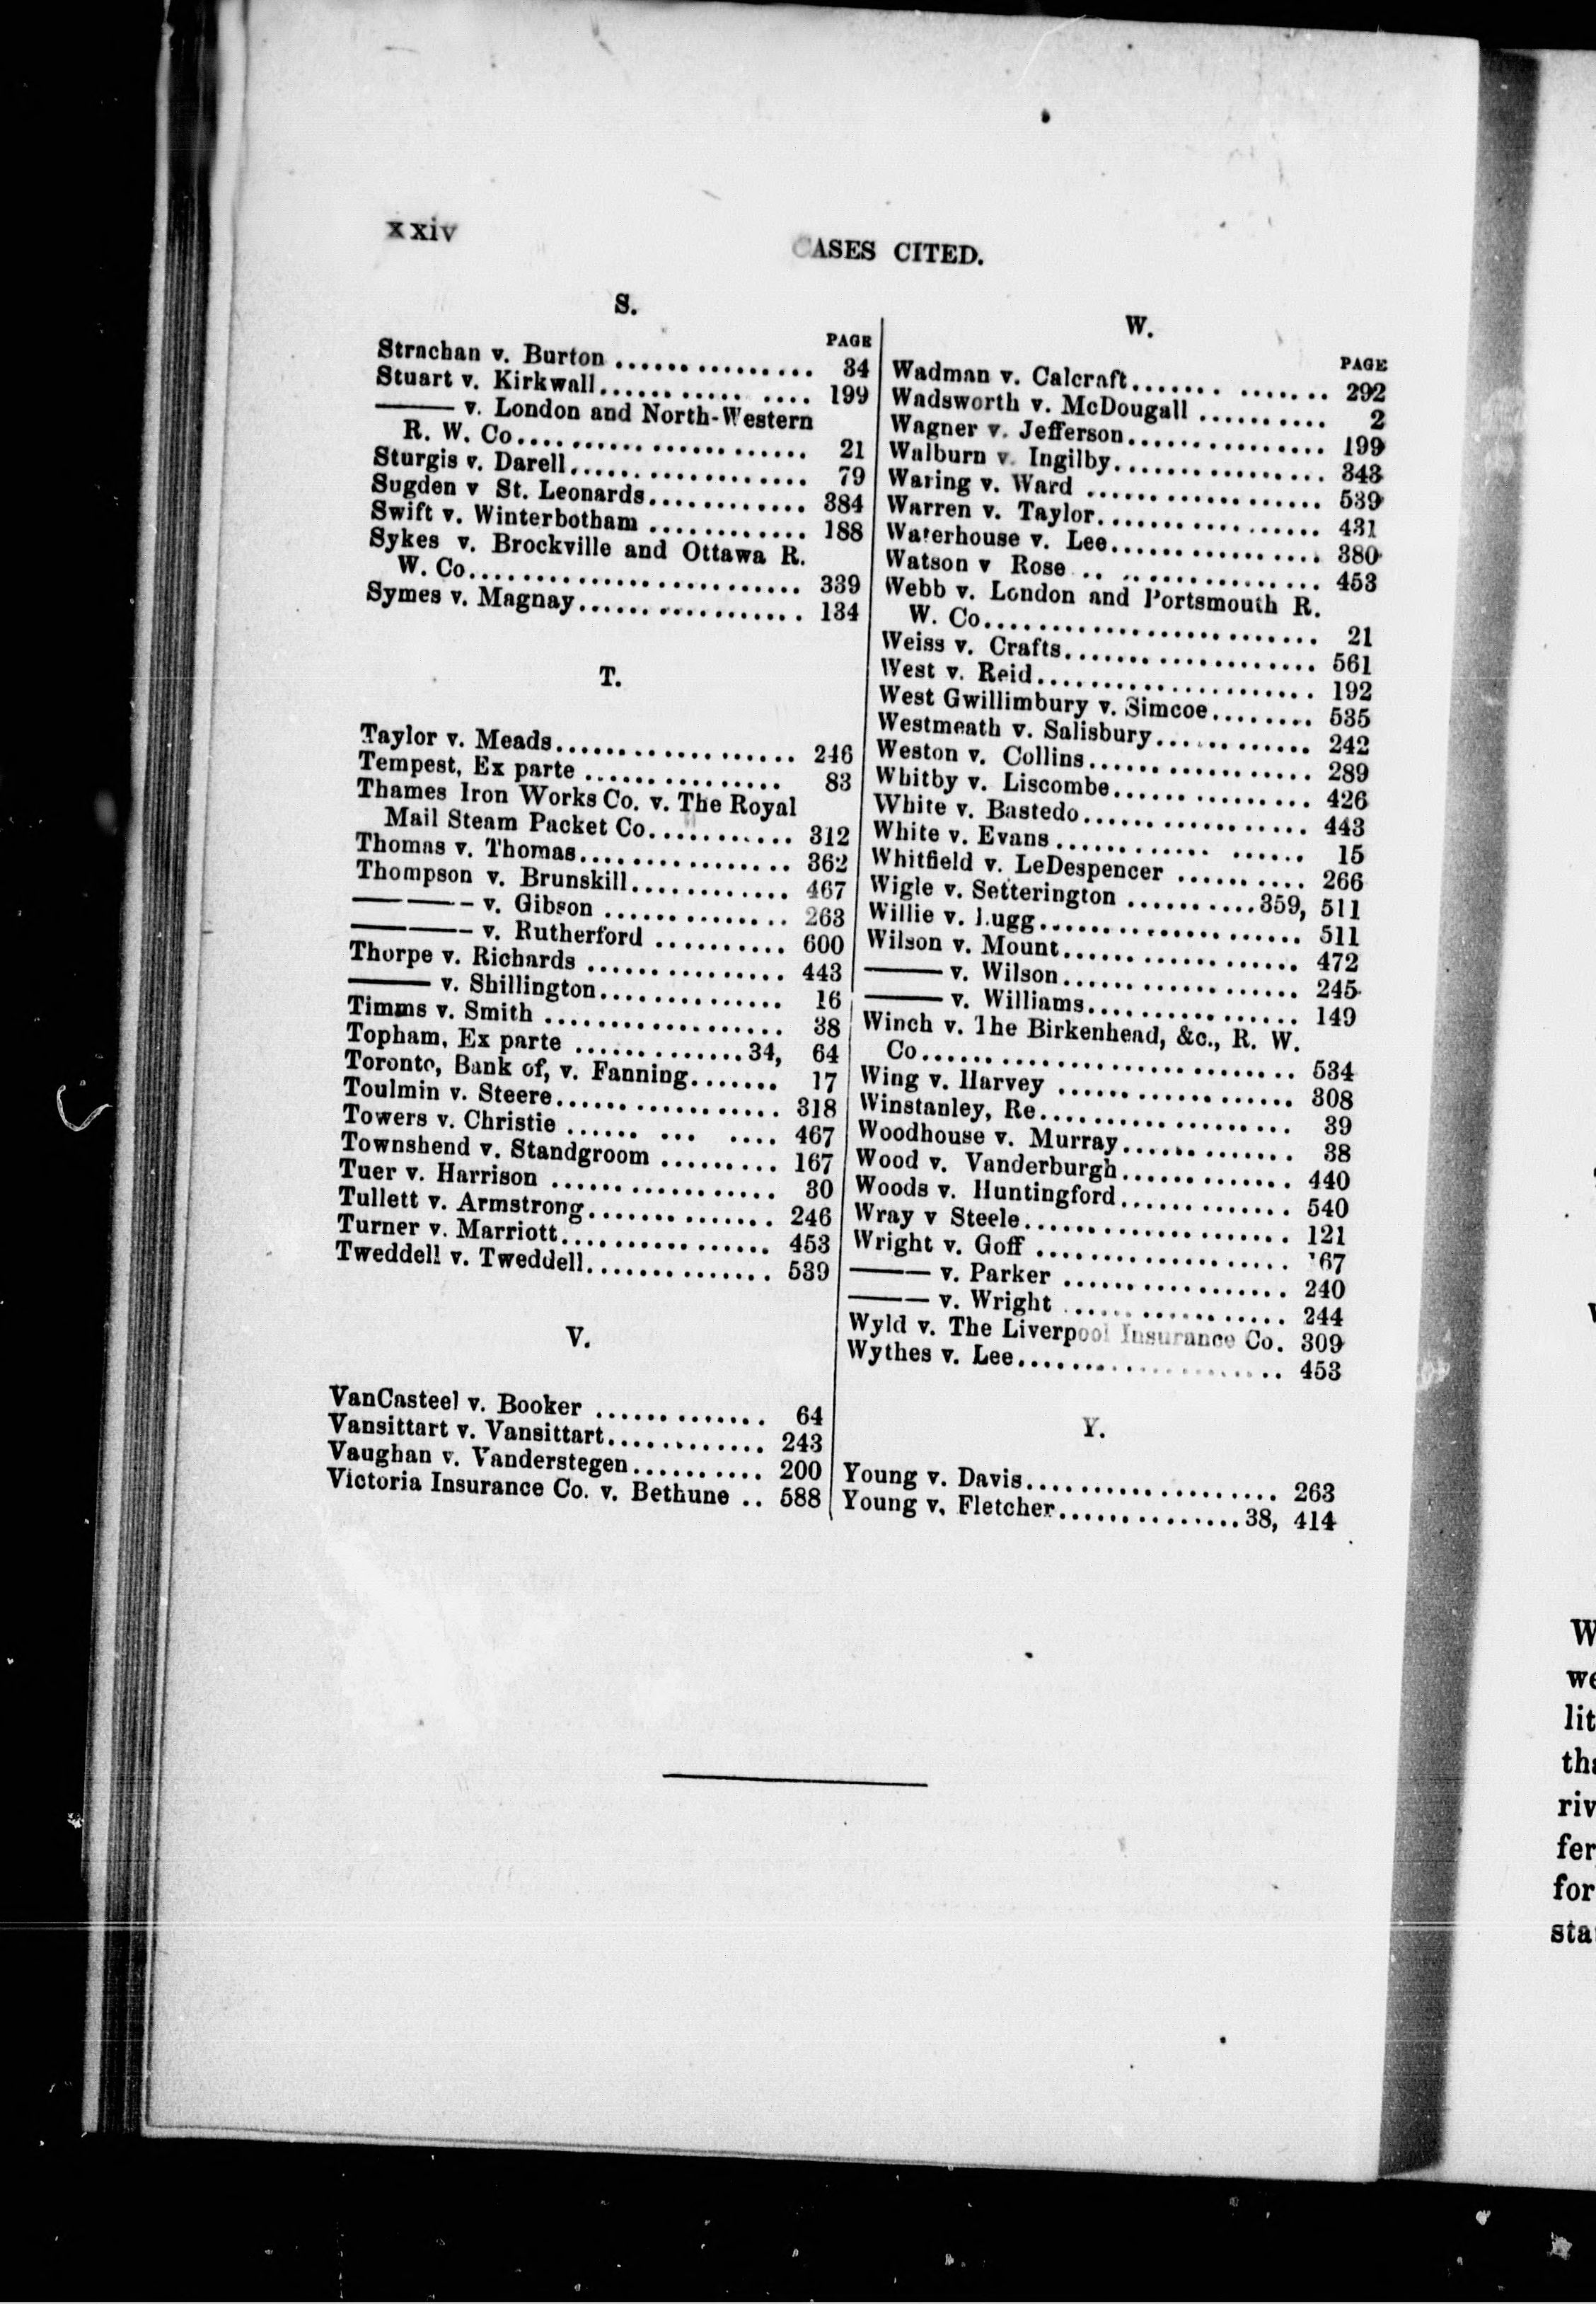 xxiv
CASES CITED.
S.
PAGE
Strachan v. Burton ............... 34
Stuart v. Kirkwall................ 199
——— v. London and North-Western
R. W. Co...................... 21
Sturgis v. Darell.................... 79
Sugden v St. Leonards............ 384
Swift v. Winterbotham ............ 188
Sykes v. Brockville and Ottawa R.
W. Co......................... 339
Symes v. Magnay................. 134
T.
Taylor v. Meads.................. 246
Tempest, Ex parte ............... 83
Thames Iron Works Co. v. The Royal
Mail Steam Packet Co........... 312
Thomas v. Thomas................ 362
Thompson v. Brunskill............ 467
———— v. Gibson .............. 263
———— v. Rutherford .......... 600
Thorpe v. Richards ............... 443
——— v. Shillington.............. 16
Timms v. Smith .................. 38
Topham, Ex parte .............34, 64
Toronto, Bank of, v. Fanning....... 17
Toulmin v. Steere................. 318
Towers v. Christie ...... ... .... 467
Townshend v. Standgroom ......... 167
Tuer v. Harrison ................. 30
Tullett v. Armstrong.............. 246
Turner v. Marriott................ 453
Tweddell v. Tweddell.............. 539
V.
VanCasteel v. Booker ............. 64
Vansittart v. Vansittart............ 243
Vaughan v. Vanderstegen.......... 200
Victoria Insurance Co. v. Bethune .. 588
W.
PAGE
Wadman v. Calcraft....... ....... 292
Wadsworth v. McDougall .......... 2
Wagner v. Jefferson............... 199
Walburn v. Ingilby................ 343
Waring v. Ward .................. 539
Warren v. Taylor................. 431
Waterhouse v. Lee................ 380
Watson v Rose .. ............... 453
Webb v. London and Portsmouth R.
W. Co......................... 21
Weiss v. Crafts................... 561
West v. Reid..................... 192
West Gwillimbury v. Simcoe........ 535
Westmeath v. Salisbury............ 242
Weston v. Collins................. 289
Whitby v. Liscombe............... 426
White v. Bastedo................. 443
White v. Evans............ ...... 15
Whitfield v. LeDespencer .......... 266
Wigle v. Setterington ..........359, 511
Willie v. Lugg.................... 511
Wilson v. Mount.................. 472
——— v. Wilson.................. 245
——— v. Williams................ 149
Winch v. The Birkenhead, &c., R. W.
Co............................ 534
Wing v. Harvey .................. 308
Winstanley, Re................... 39
Woodhouse v. Murray............. 38
Wood v. Vanderburgh............. 440
Woods v. Huntingford............. 540
Wray v Steele.................... 121
Wright v. Goff ................... 67
——— v. Parker ................. 240
——— v. Wright ................ 244
Wyld v. The Liverpool Insurance Co. 309
Wythes v. Lee.................... 453
Y.
Young v. Davis................... 263
Young v. Fletcher..............38, 414
W
we
lit
tha
riv
fer
for
sta